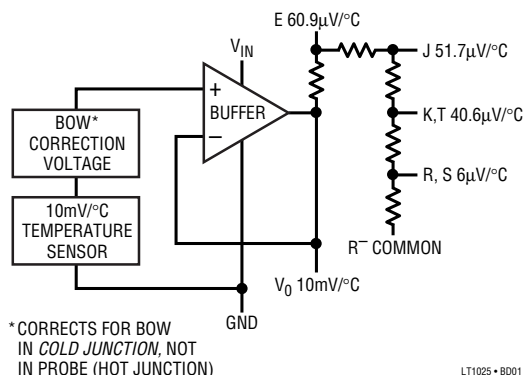 E 60.9µV/°C
VIN
J 51.7µV/°C
+
BUFFER
–
K,T 40.6µV/°C
BOW*
CORRECTION
VOLTAGE
R, S 6µV/°C
10mV/°C
TEMPERATURE
SENSOR
R– COMMON
V0 10mV/°C
GND
*CORRECTS FOR BOW
IN COLD JUNCTION, NOT
IN PROBE (HOT JUNCTION)
LT1025 • BD01